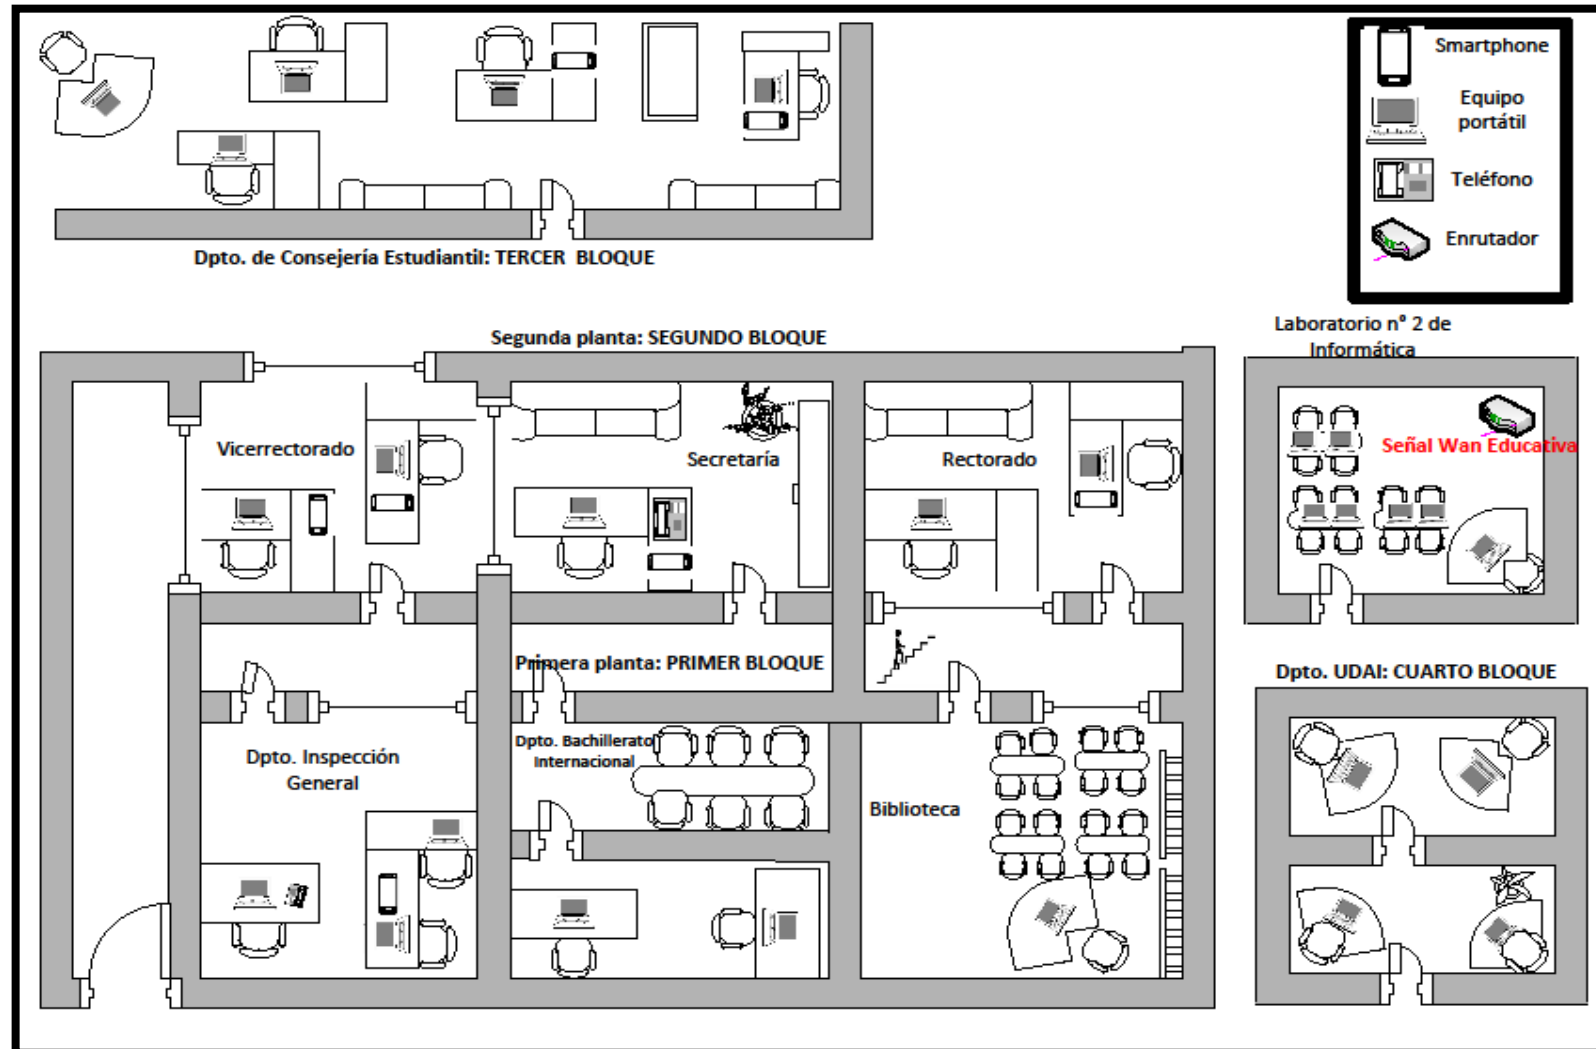 Smartphone
Equipo
portátil
Teléfono
Enrutador
Dpto. de Consejería Estudiantil: TERCER BLOQUE
Segunda planta: SEGUNDO BLOQUE
Laboratorio n° 2 de
Informática
Vicerrectorado
Secretaría
Rectorado
Señal Wan Educativa
Primera planta: PRIMER BLOQUE
Dpto. UDAI: CUARTO BLOQUE
Dpto. Inspección
General
Dpto. Bachillerato
Internacional
Biblioteca